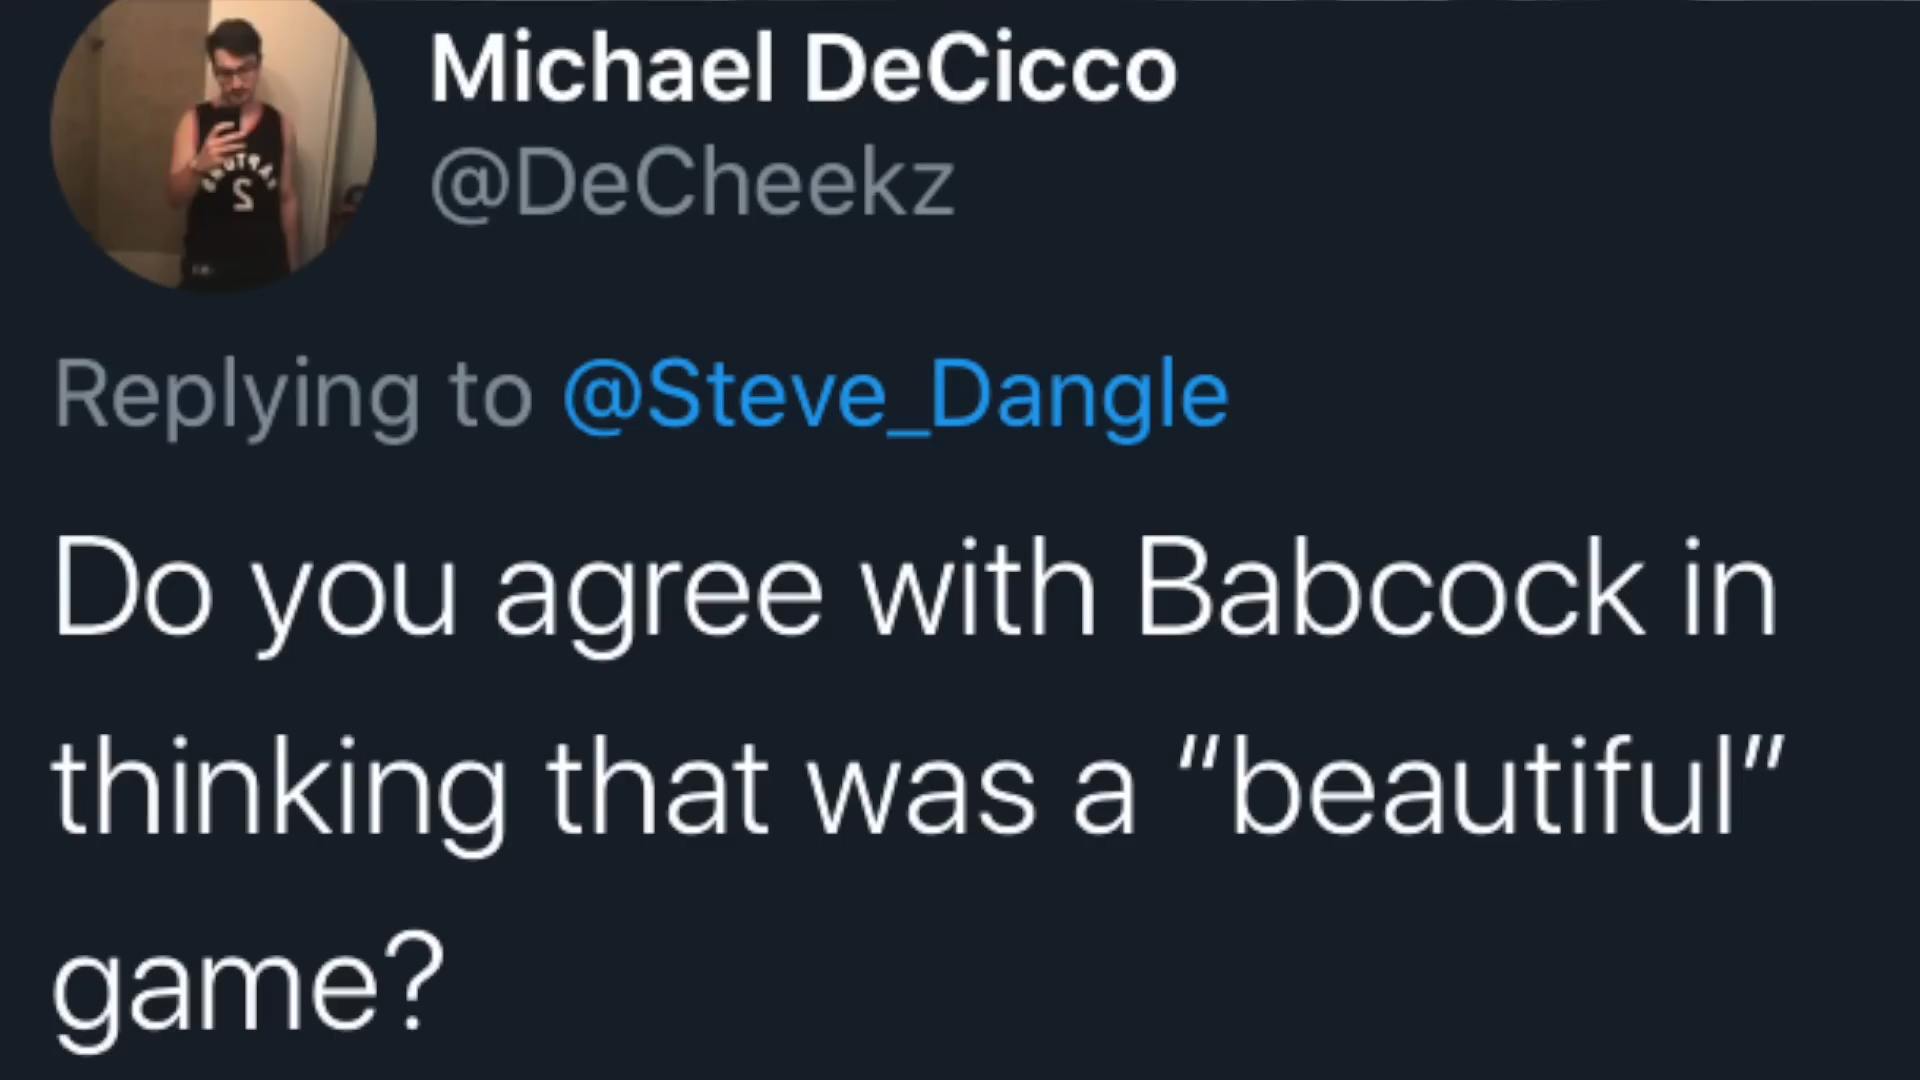 Michael DeCicco
@DeCheekz
Replying to @Steve_Dangle
Do you agree with Babcock in
thinking that was a “beautiful”
game?